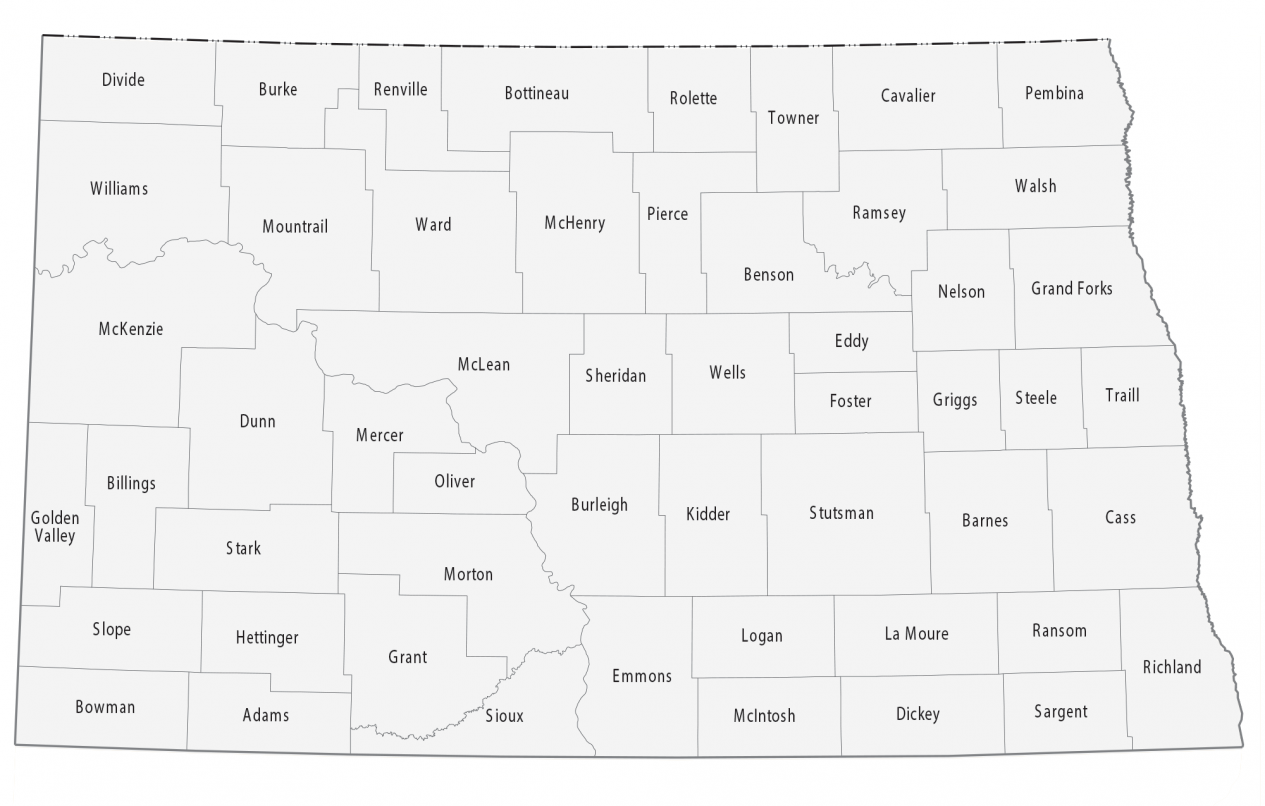 Divide
Burke
Renville
Bottineau
Rolette
Towner
Cavalier
Pembina
Williams
Mountrail
Ward
McHenry
Pierce
Benson
Ramsey
Walsh
Nelson
Grand Forks
McKenzie
Dunn
McLean
Sheridan
Wells
Eddy
Foster
Griggs
Steele
Traill
Mercer
Oliver
Billings
Golden
Valley
Stark
Burleigh
Kidder
Stutsman
Barnes
Cass
Morton
Slope
Hettinger
Grant
Emmons
Logan
La Moure
Ransom
Richland
Bowman
Adams
Sioux
McIntosh
Dickey
Sargent